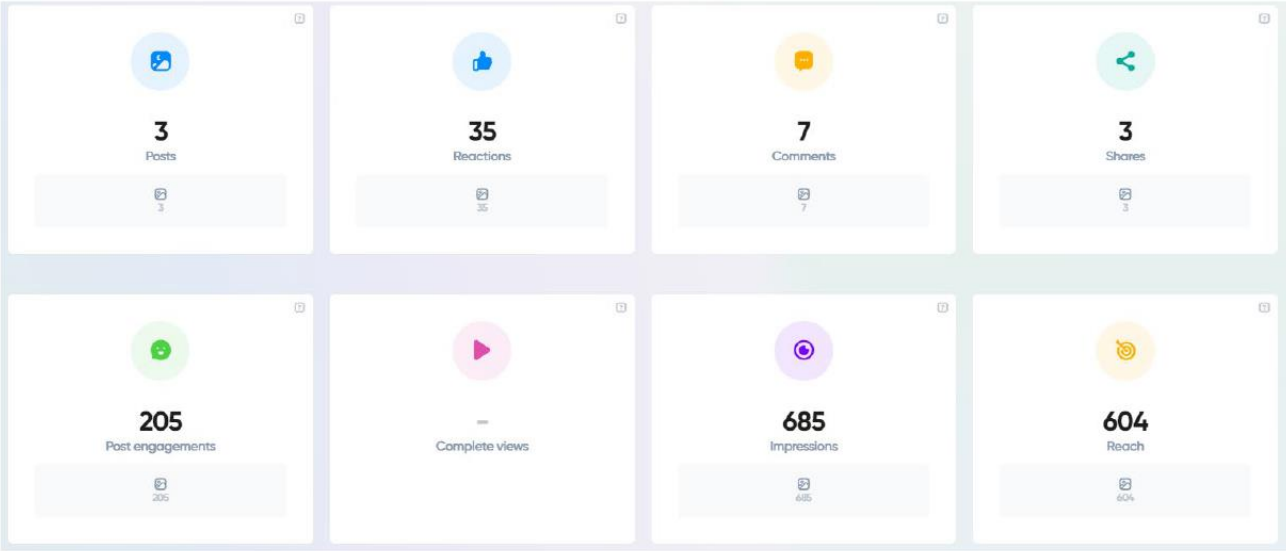 3
Posts
3
35
Reactions
35
7
Comments
7
3
Shares
3
205
Post engagements
205
–
Complete views
685
Impressions
685
604
Reach
604